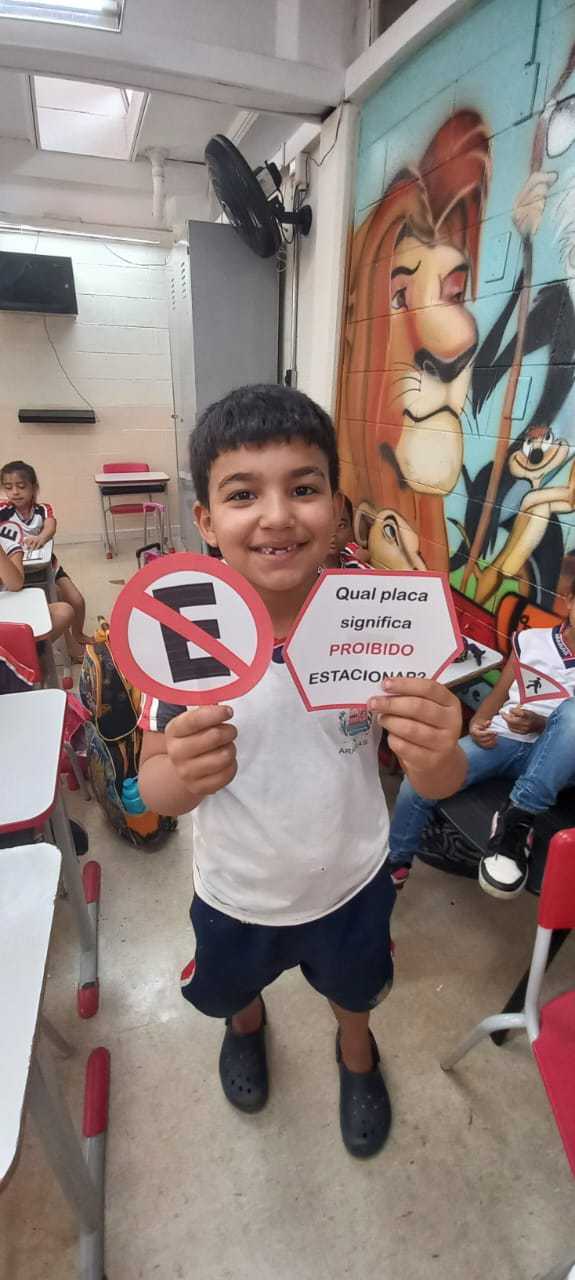 E
Qual placa
significa
PROIBIDO
ESTACIONAR?
E